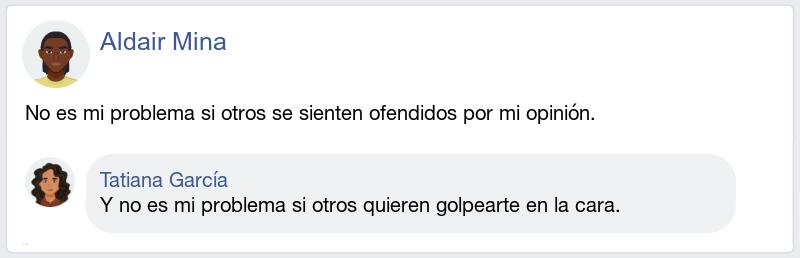 Aldair Mina
No es mi problema si otros se sienten ofendidos por mi opinión.
Tatiana García
Y no es mi problema si otros quieren golpearte en la cara.